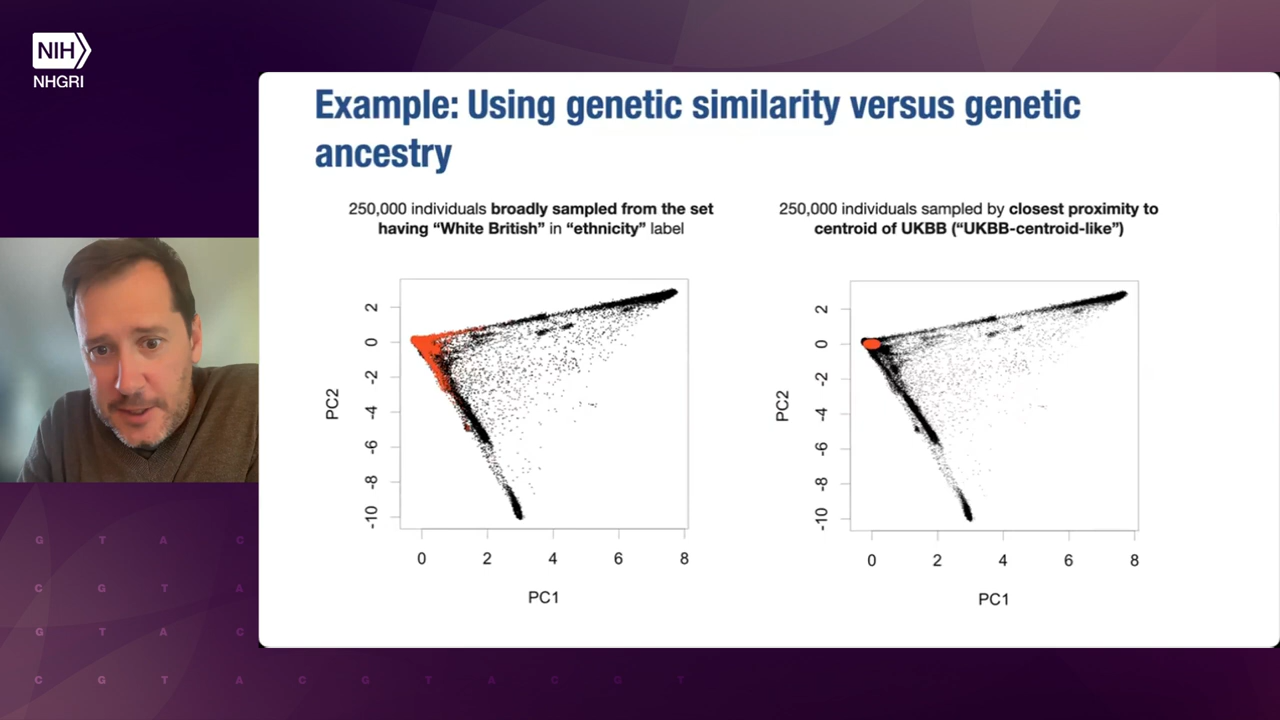 NIH
NHGRI
Example: Using genetic similarity versus genetic
ancestry
250,000 individuals broadly sampled from the set
having “White British” in “ethnicity” label
2
0
-2
-4
-6
-8
-10
PC2
0 2 4 6 8
PC1
250,000 individuals sampled by closest proximity to
centroid of UKBB (“UKBB-centroid-like”)
2
0
-2
-4
-6
-8
-10
PC2
0 2 4 6 8
PC1
G T A C
C G T A
G T A C
C G T A C G T A C G T